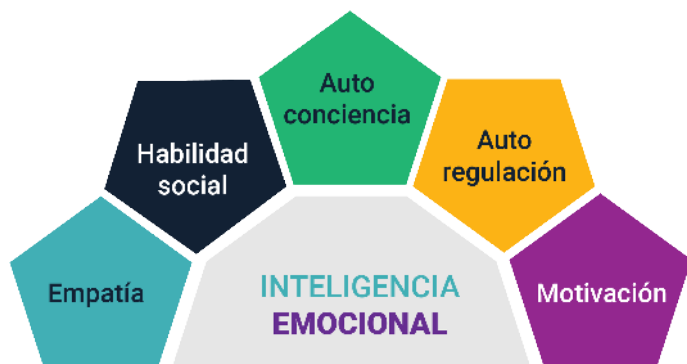 Auto
conciencia
Habilidad
social
Auto
regulación
Empatía
INTELIGENCIA
EMOCIONAL
Motivación